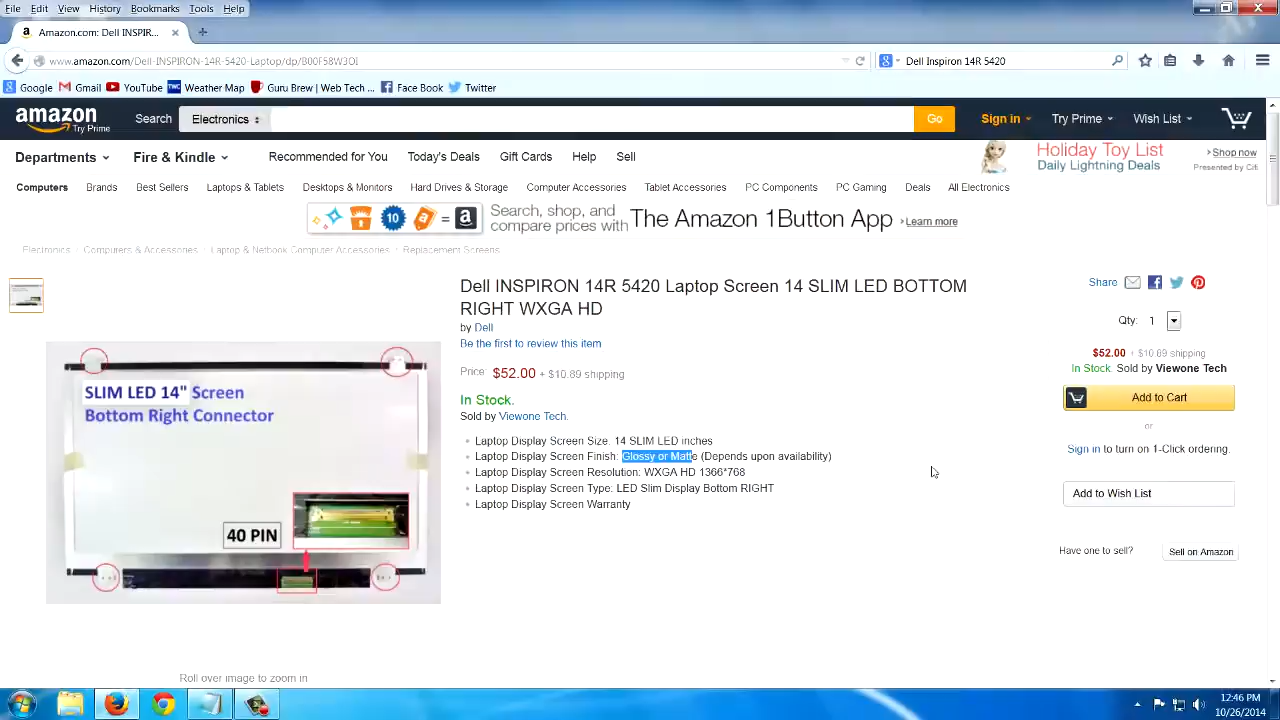 File Edit View History Bookmarks Tools Help
Amazon.com: Dell INSPIR...
www.amazon.com/Dell-INSPIRON-14R-5420-Laptop/dp/B00F58W3OI
Dell Inspiron 14R 5420
Google Gmail YouTube Weather Map Guru Brew | Web Tech ... Face Book Twitter
amazon
Try Prime
Search Electronics Go Sign in Try Prime Wish List
Departments Fire & Kindle Recommended for You Today's Deals Gift Cards Help Sell
Holiday Toy List
Daily Lightning Deals
Shop now
Presented by Citi
Computers Brands Best Sellers Laptops & Tablets Desktops & Monitors Hard Drives & Storage Computer Accessories Tablet Accessories PC Components PC Gaming Deals All Electronics
10 = a Search, shop, and
compare prices with The Amazon 1Button App Learn more
Electronics › Computers & Accessories › Laptop & Netbook Computer Accessories › Replacement Screens
Dell INSPIRON 14R 5420 Laptop Screen 14 SLIM LED BOTTOM
RIGHT WXGA HD
by Dell
Be the first to review this item
Price: $52.00 + $10.89 shipping
In Stock.
Sold by Viewone Tech.
Laptop Display Screen Size: 14 SLIM LED inches
Laptop Display Screen Finish: Glossy or Matte (Depends upon availability)
Laptop Display Screen Resolution: WXGA HD 1366*768
Laptop Display Screen Type: LED Slim Display Bottom RIGHT
Laptop Display Screen Warranty
SLIM LED 14" Screen
Bottom Right Connector
40 PIN
Roll over image to zoom in
Share
Qty: 1
$52.00 + $10.89 shipping
In Stock. Sold by Viewone Tech
Add to Cart
or
Sign in to turn on 1-Click ordering.
Add to Wish List
Have one to sell? Sell on Amazon
12:46 PM
10/26/2014